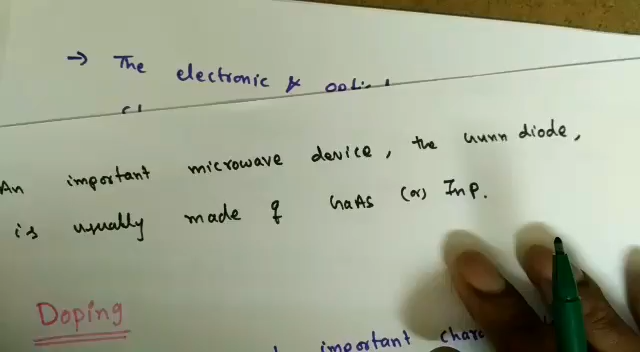 → The electronic &
An important microwave device, the Gunn diode,
is usually made of GaAs (or) InP.
Doping
important